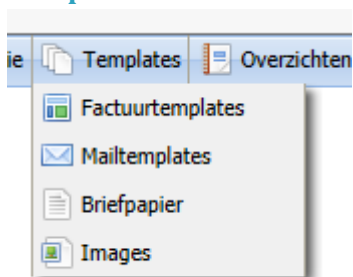 ie Templates Overzichten
Factuurtemplates
Mailtemplates
Briefpapier
Images